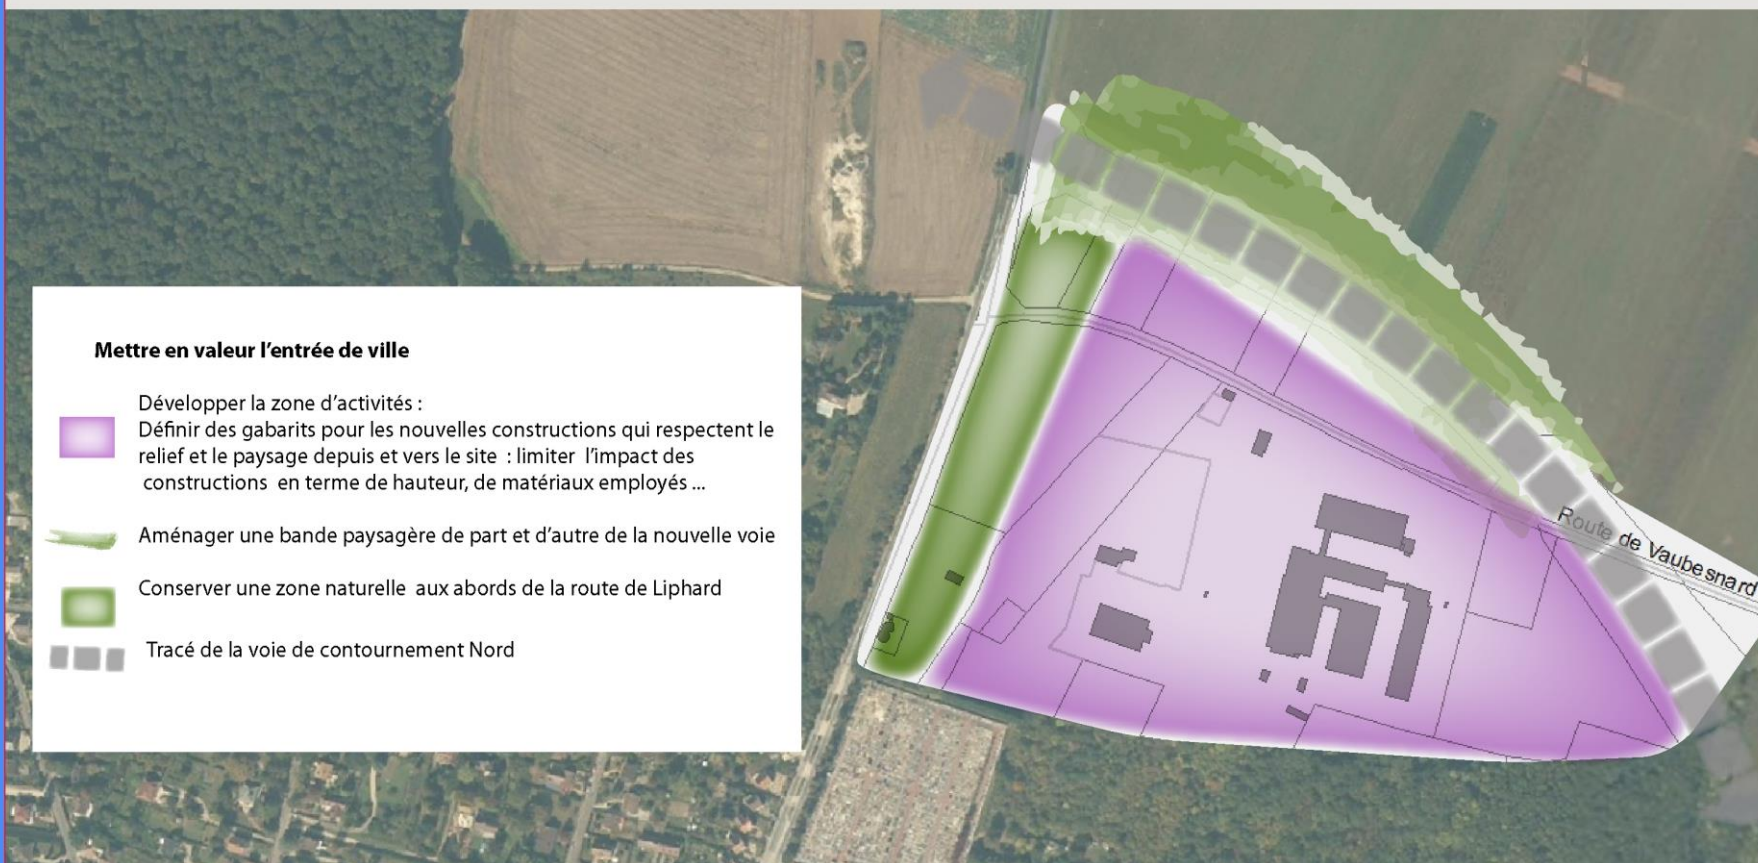 Mettre en valeur l'entrée de ville
Développer la zone d'activités :
Définir des gabarits pour les nouvelles constructions qui respectent le
relief et le paysage depuis et vers le site : limiter l'impact des
constructions en terme de hauteur, de matériaux employés ...
Aménager une bande paysagère de part et d'autre de la nouvelle voie
Conserver une zone naturelle aux abords de la route de Liphard
Tracé de la voie de contournement Nord
Route de Vaubesnard